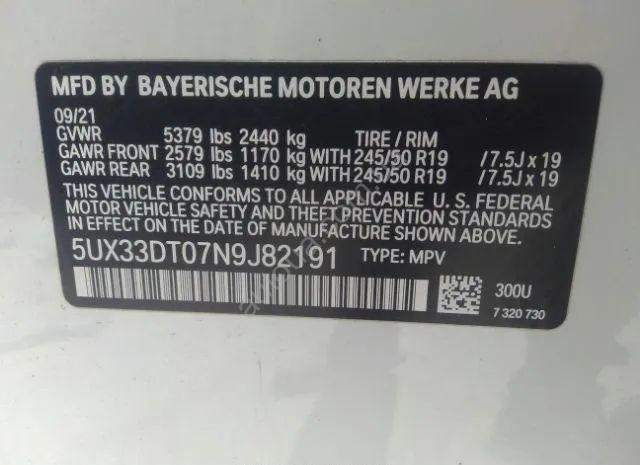 MFD BY BAYERISCHE MOTOREN WERKE AG
09/21
GVWR 5379 lbs 2440 kg TIRE / RIM
GAWR FRONT 2579 lbs 1170 kg WITH 245/50 R19 /7.5J x 19
GAWR REAR 3109 lbs 1410 kg WITH 245/50 R19 /7.5J x 19
THIS VEHICLE CONFORMS TO ALL APPLICABLE U. S. FEDERAL
MOTOR VEHICLE SAFETY AND THEFT PREVENTION
STANDARDS IN EFFECT ON THE DATE OF MANUFACTURE
5UX33DT07N9J82191 TYPE: MPV
300U
7 320 730